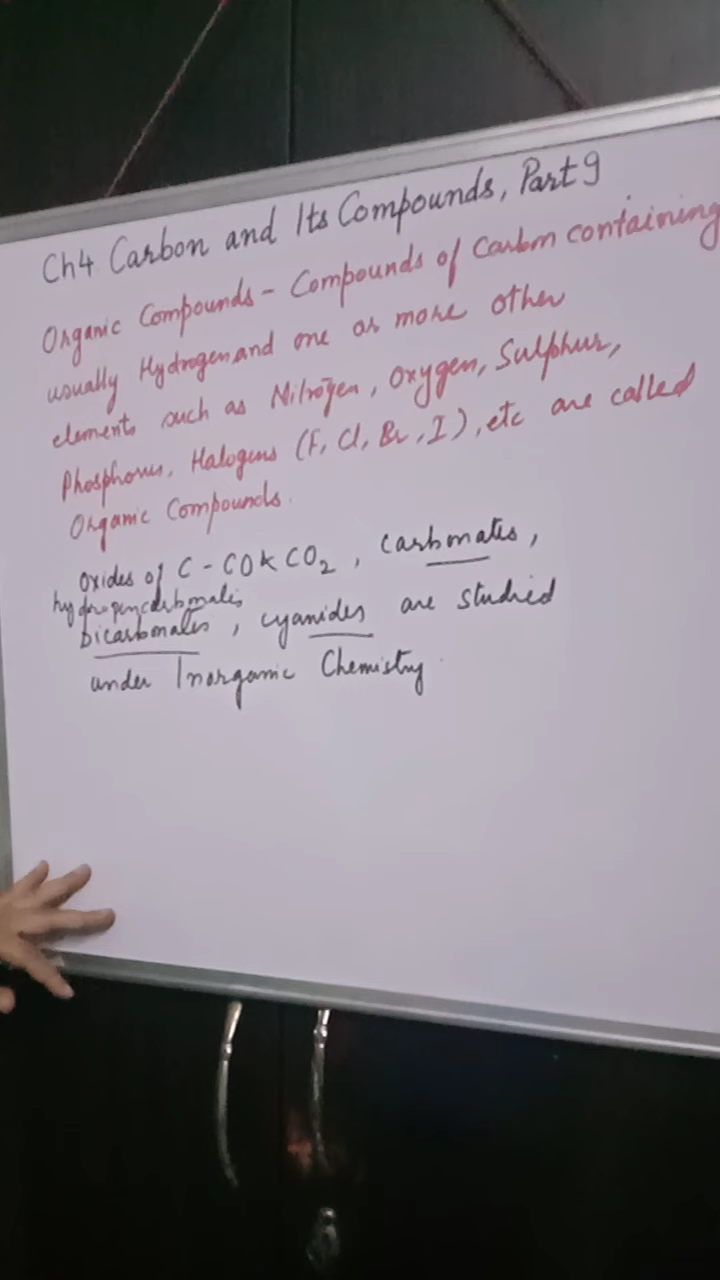 Ch4 Carbon and Its Compounds, Part 9
Organic Compounds - Compounds of Carbon containing
usually Hydrogen, and one or more other
elements such as Nitrogen, Oxygen, Sulphur,
Phosphorus, Halogens (F, Cl, Br, I), etc are called
Organic Compounds.
Oxides of C - CO & CO₂, carbonates,
hydrogencarbonates
bicarbonates, cyanides are studied
under Inorganic Chemistry.